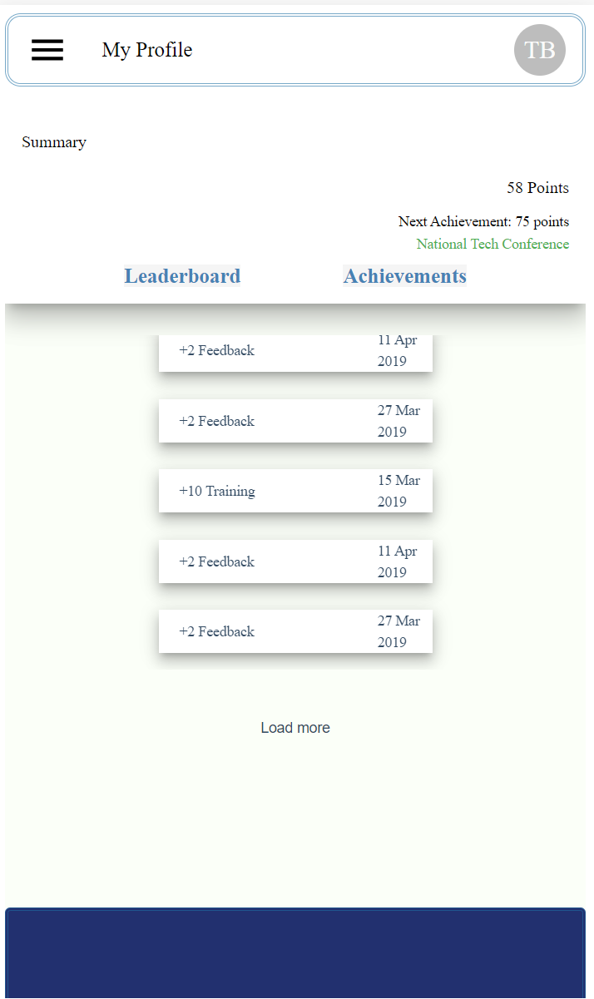 My Profile
TB
Summary
58 Points
Next Achievement: 75 points
National Tech Conference
Leaderboard
Achievements
+2 Feedback
11 Apr
2019
+2 Feedback
27 Mar
2019
+10 Training
15 Mar
2019
+2 Feedback
11 Apr
2019
+2 Feedback
27 Mar
2019
Load more